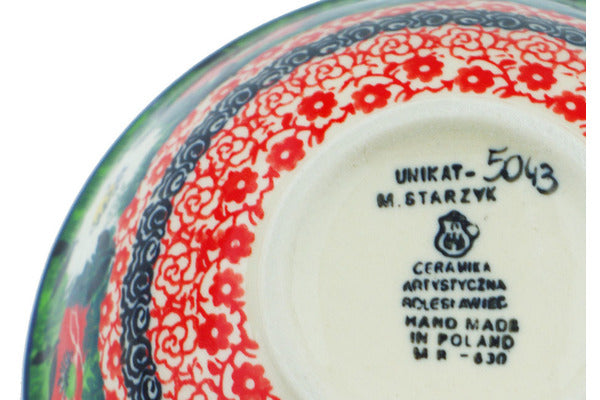 UNIKAT-5043
M. STARZYK
CERAMIKA
ARTYSTYCZNA
BOLESŁAWIEC
HAND MADE
IN POLAND
MR-630